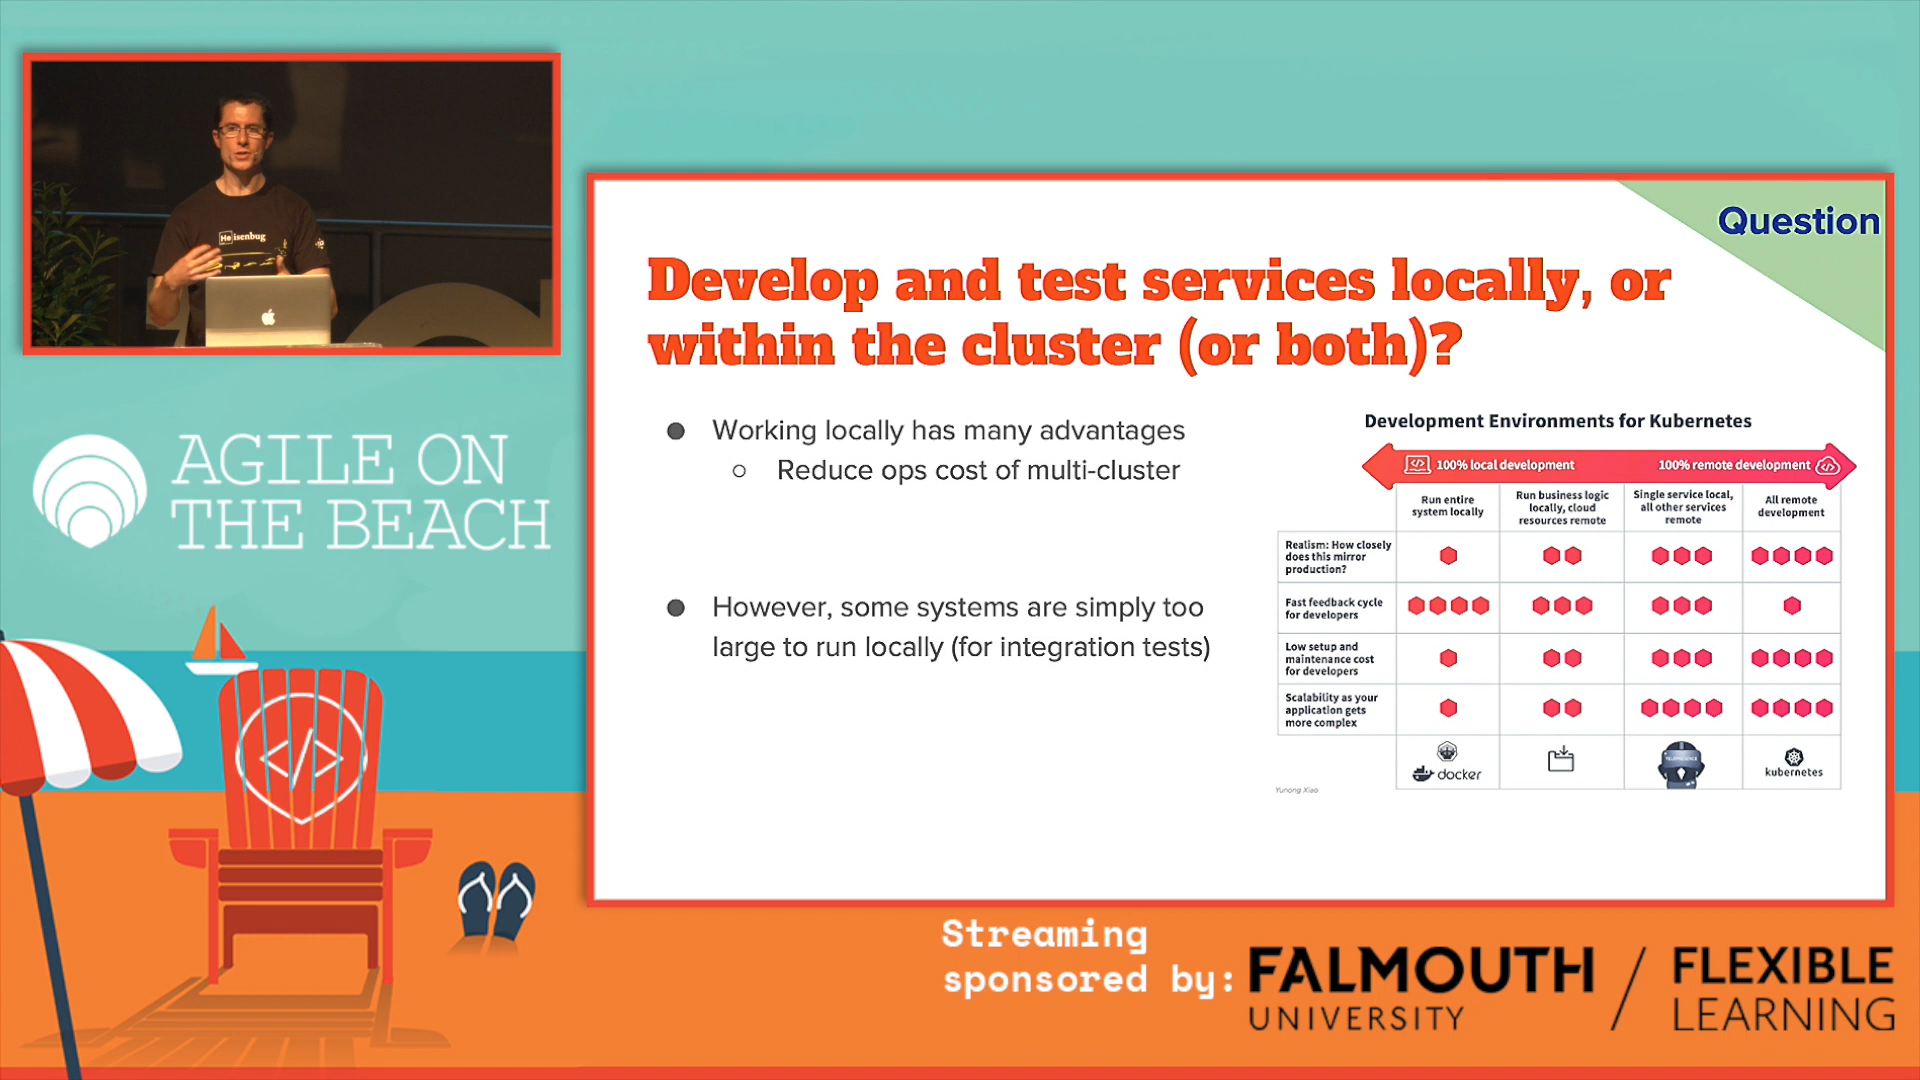 Heisenbug
AGILE ON
THE BEACH
</>
Question
Develop and test services locally, or
within the cluster (or both)?
● Working locally has many advantages
○ Reduce ops cost of multi-cluster
● However, some systems are simply too
large to run locally (for integration tests)
Development Environments for Kubernetes
</> 100% local development
100% remote development </>
Run entire
system locally
Run business logic
locally, cloud
resources remote
Single service local,
all other services
remote
All remote
development
Realism: How closely
does this mirror
production?
Fast feedback cycle
for developers
Low setup and
maintenance cost
for developers
Scalability as your
application gets
more complex
docker
TELEPRESENCE
kubernetes
Yunong Xiao
Streaming
sponsored by:
FALMOUTH
UNIVERSITY
/
FLEXIBLE
LEARNING